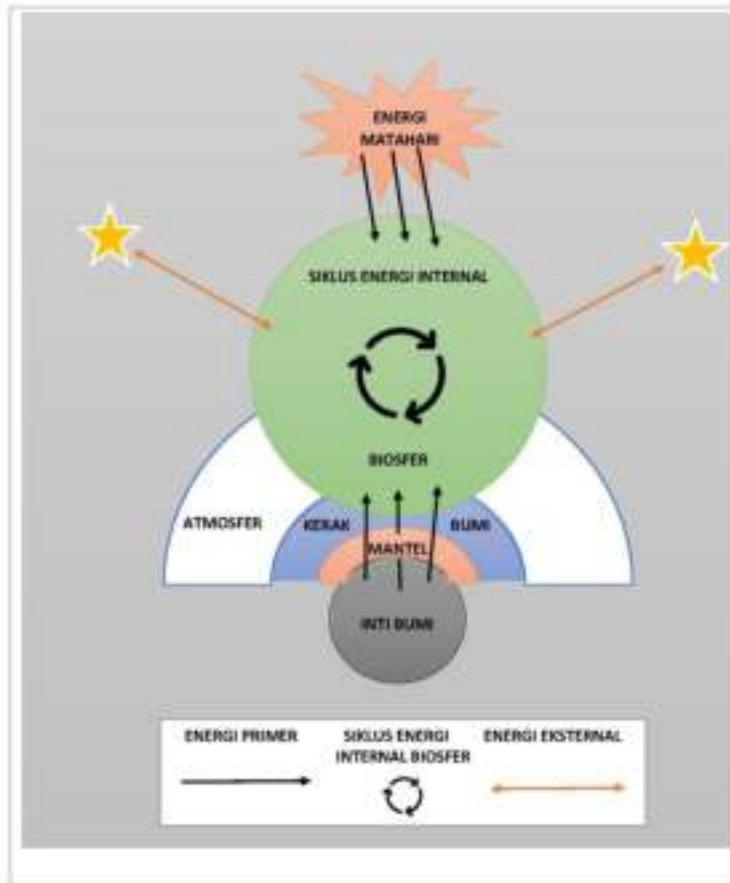 ENERGI
MATAHARI
SIKLUS ENERGI INTERNAL
BIOSFER
ATMOSFER
KERAK
BUMI
MANTEL
INTI BUMI
ENERGI PRIMER
SIKLUS ENERGI
INTERNAL BIOSFER
ENERGI EKSTERNAL